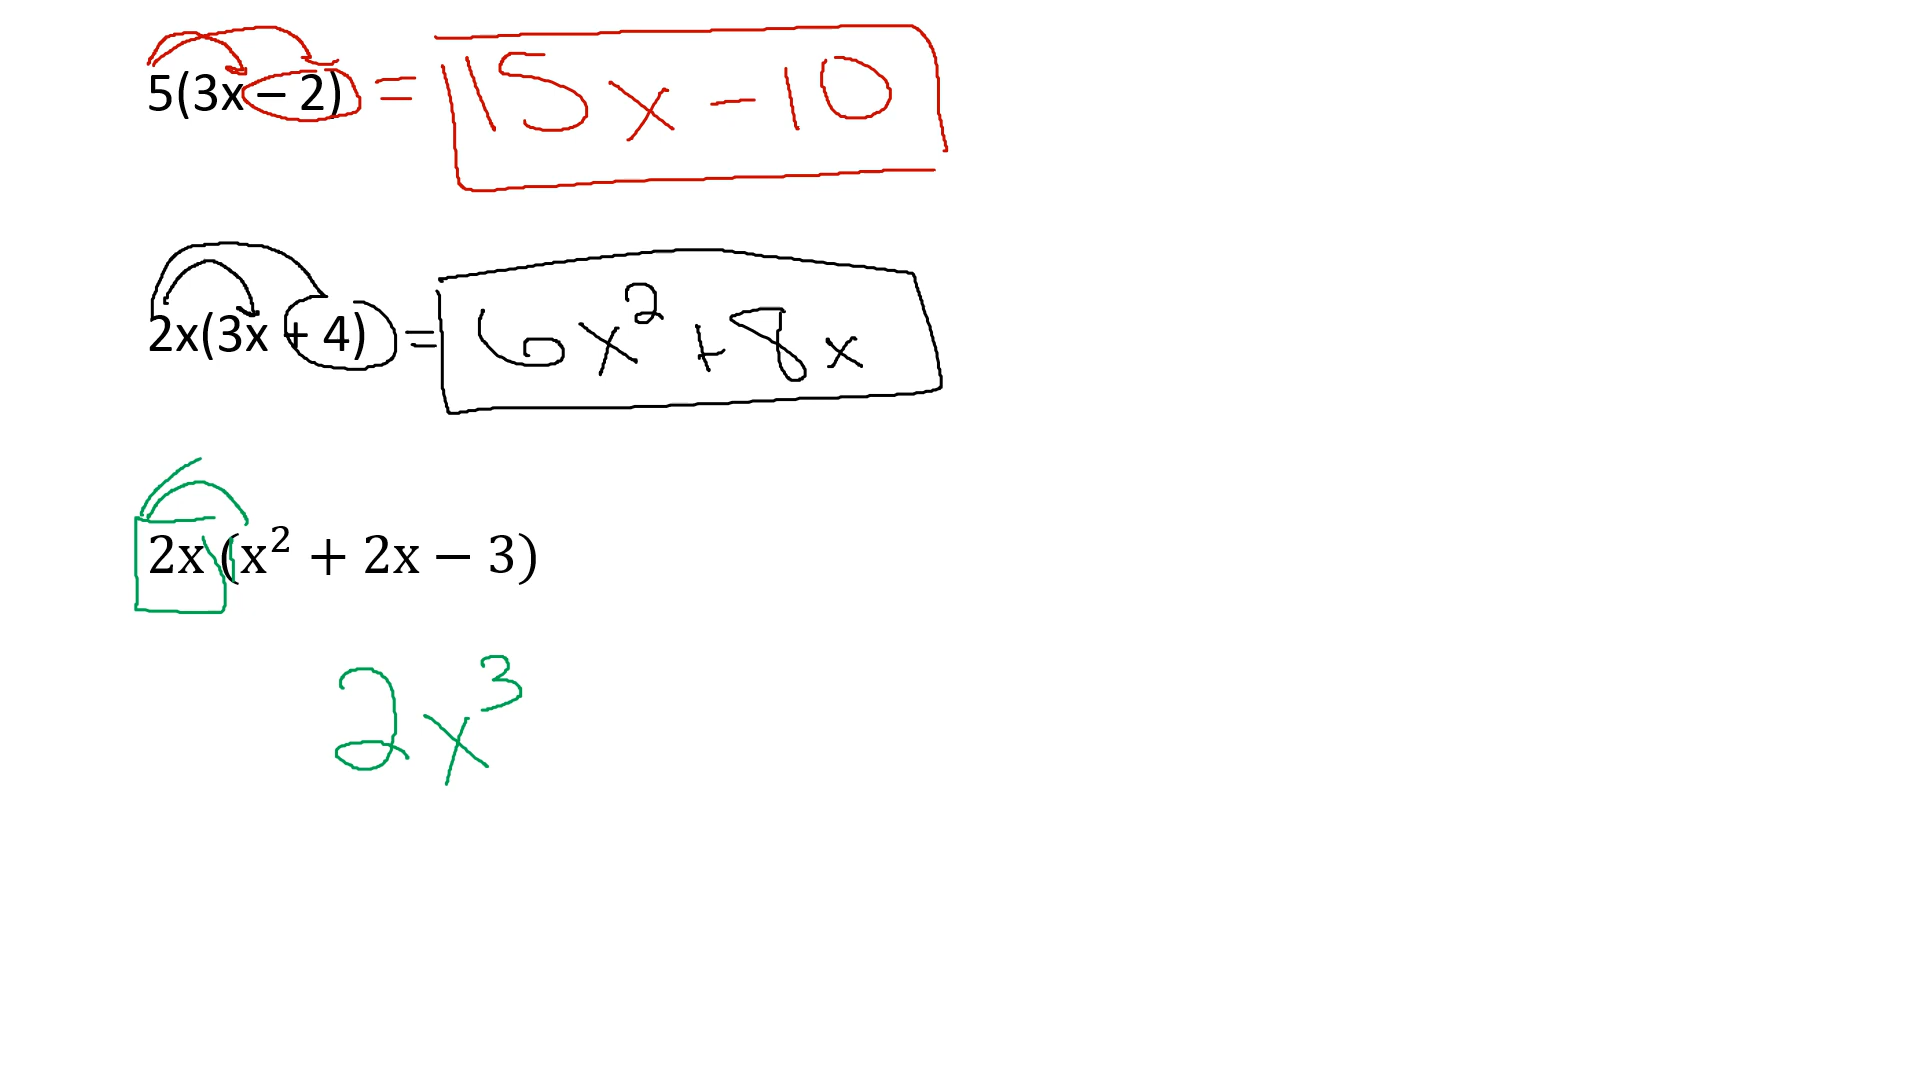 5(3x – 2) = 15x - 10
2x(3x + 4) = 6x² + 8x
2x (x² + 2x – 3)
2x³